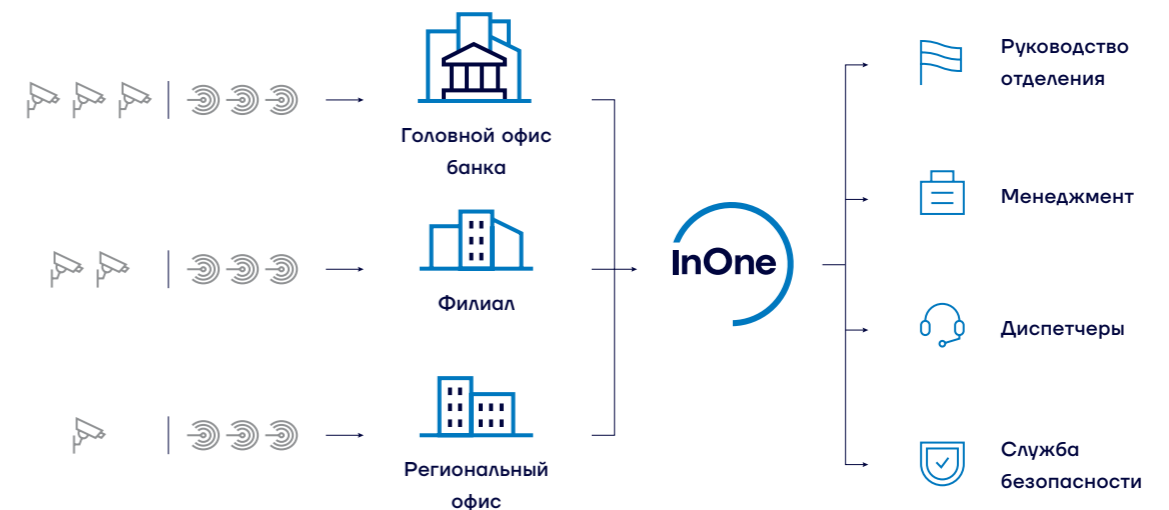 Головной офис
банка
Филиал
Региональный
офис
InOne
Руководство
отделения
Менеджмент
Диспетчеры
Служба
безопасности